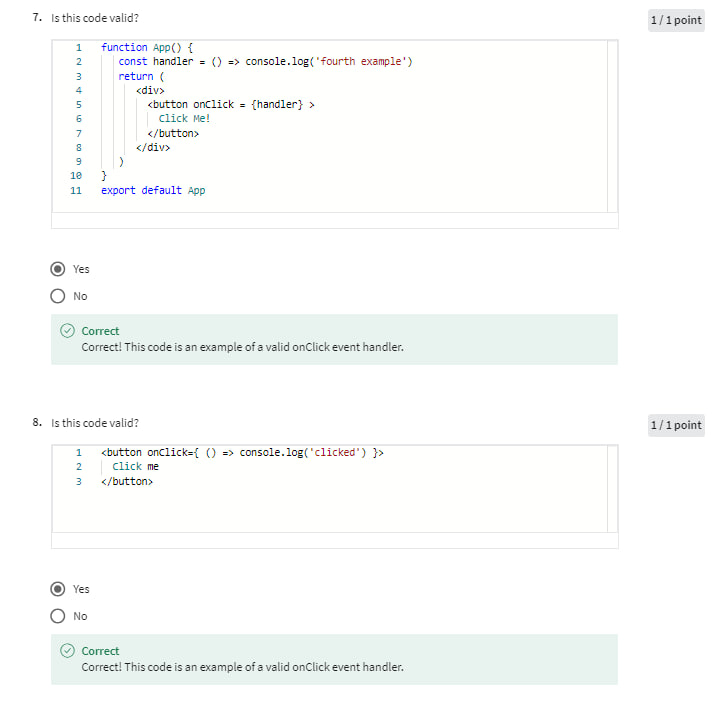 7. Is this code valid?
1 / 1 point
1 function App() {
2 const handler = () => console.log('fourth example')
3 return (
4 <div>
5 <button onClick = {handler} >
6 Click Me!
7 </button>
8 </div>
9 )
10 }
11 export default App
Yes
No
Correct
Correct! This code is an example of a valid onClick event handler.
8. Is this code valid?
1 / 1 point
1 <button onClick={ () => console.log('clicked') }>
2 Click me
3 </button>
Yes
No
Correct
Correct! This code is an example of a valid onClick event handler.